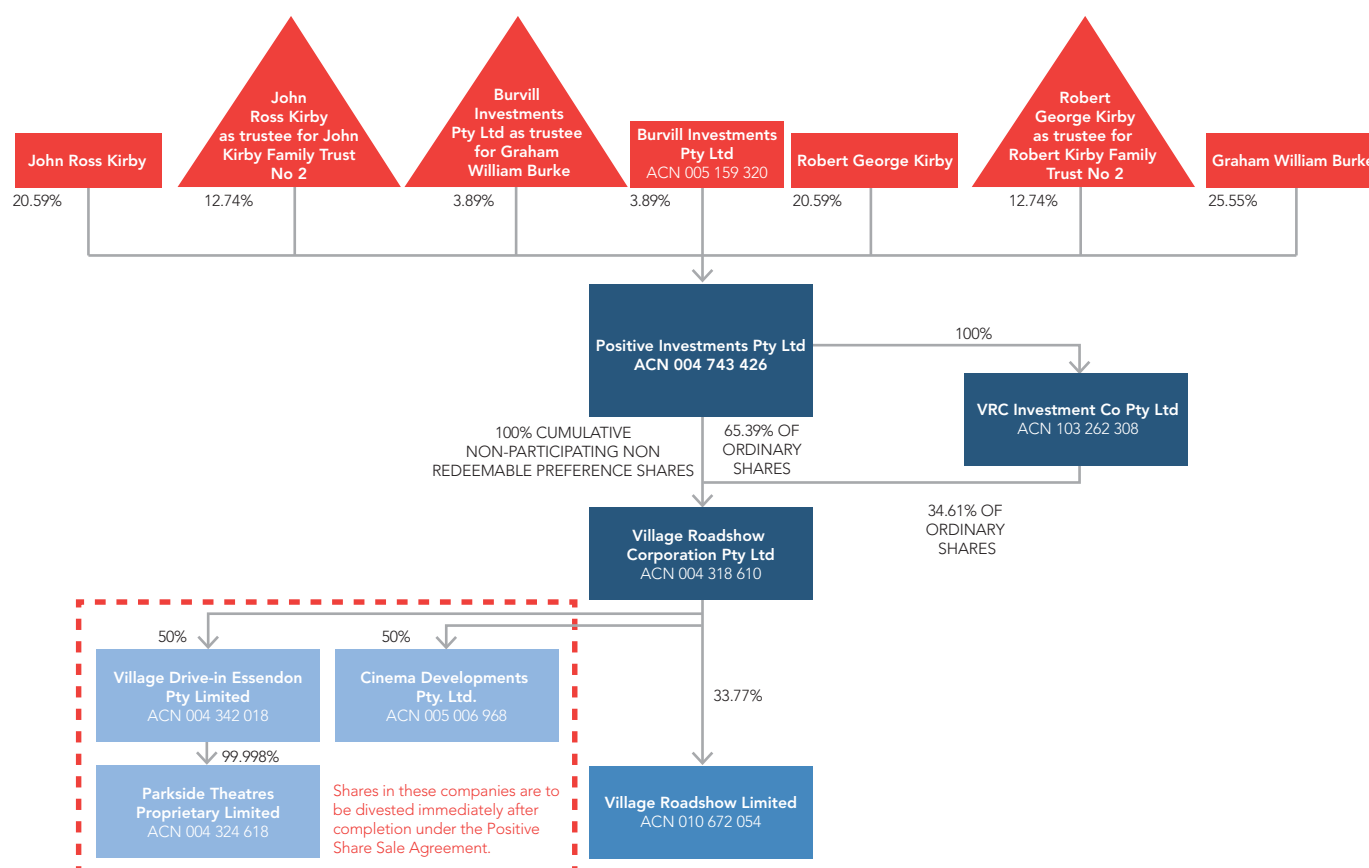 John Ross Kirby
John
Ross Kirby
as trustee for John
Kirby Family Trust
No 2
Burvill
Investments
Pty Ltd as trustee
for Graham
William Burke
Burvill Investments
Pty Ltd
ACN 005 159 320
Robert George Kirby
Robert
George Kirby
as trustee for
Robert Kirby Family
Trust No 2
Graham William Burke
20.59%
12.74%
3.89%
3.89%
20.59%
12.74%
25.55%
Positive Investments Pty Ltd
ACN 004 743 426
100%
VRC Investment Co Pty Ltd
ACN 103 262 308
100% CUMULATIVE
NON-PARTICIPATING NON
REDEEMABLE PREFERENCE SHARES
65.39% OF
ORDINARY
SHARES
34.61% OF
ORDINARY
SHARES
Village Roadshow
Corporation Pty Ltd
ACN 004 318 610
50%
50%
Village Drive-in Essendon
Pty Limited
ACN 004 342 018
Cinema Developments
Pty. Ltd.
ACN 005 006 968
33.77%
99.998%
Parkside Theatres
Proprietary Limited
ACN 004 324 618
Shares in these companies are to
be divested immediately after
completion under the Positive
Share Sale Agreement.
Village Roadshow Limited
ACN 010 672 054